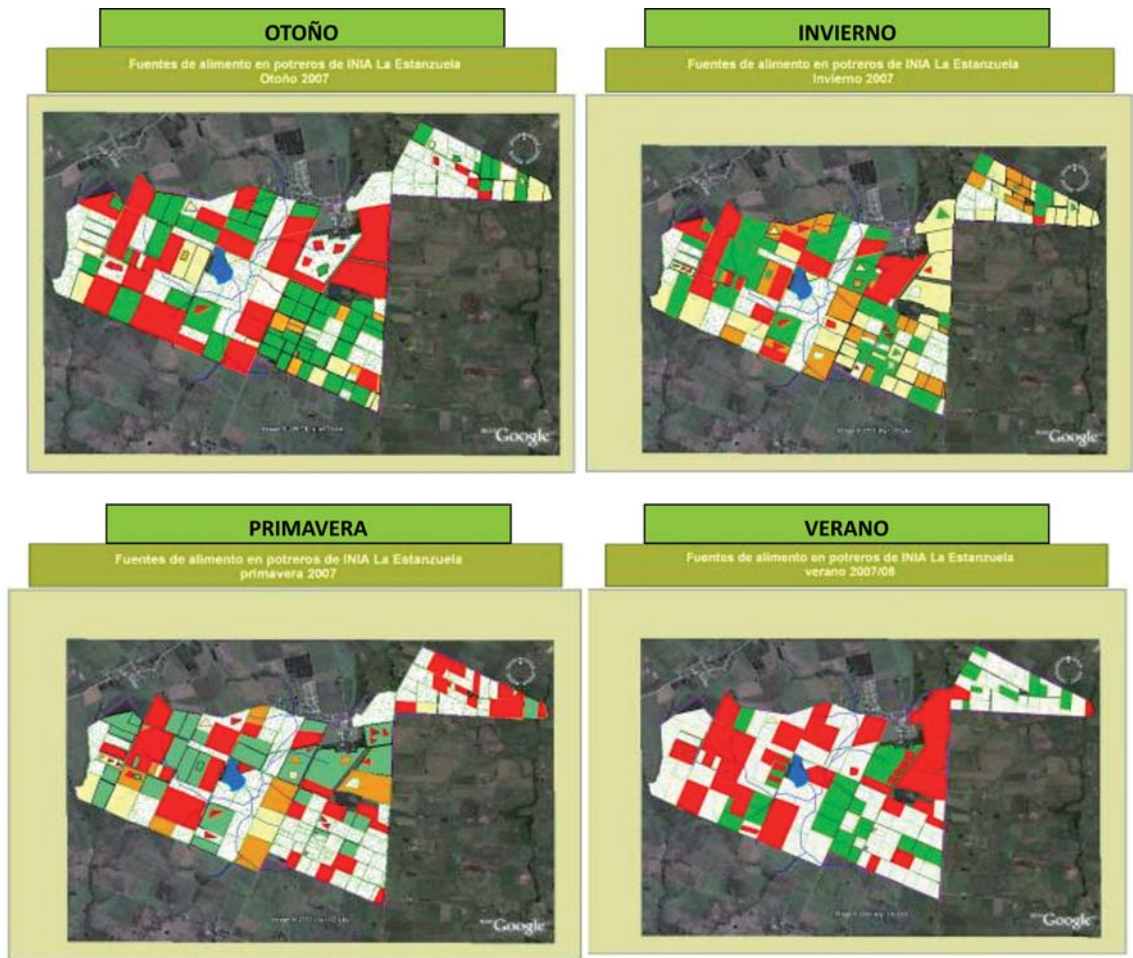 OTOÑO
Fuentes de alimento en potreros de INIA La Estanzuela
Otoño 2007
Google
INVIERNO
Fuentes de alimento en potreros de INIA La Estanzuela
Invierno 2007
Google
PRIMAVERA
Fuentes de alimento en potreros de INIA La Estanzuela
primavera 2007
Google
VERANO
Fuentes de alimento en potreros de INIA La Estanzuela
verano 2007/08
Google